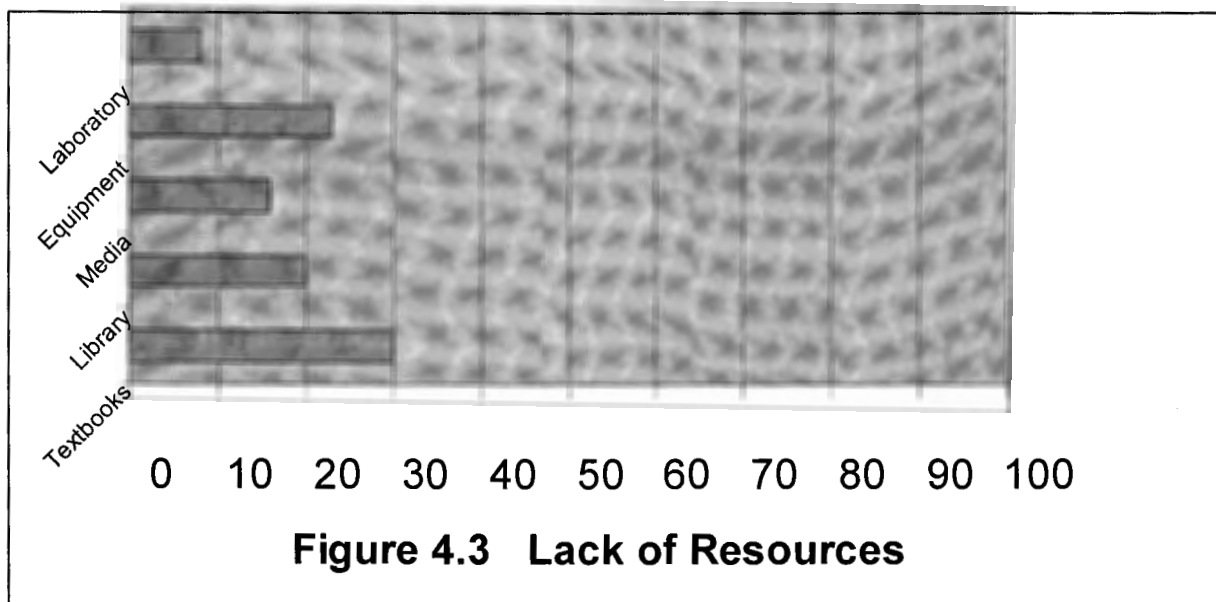 Laboratory
Equipment
Media
Library
Textbooks
0 10 20 30 40 50 60 70 80 90 100
Figure 4.3 Lack of Resources